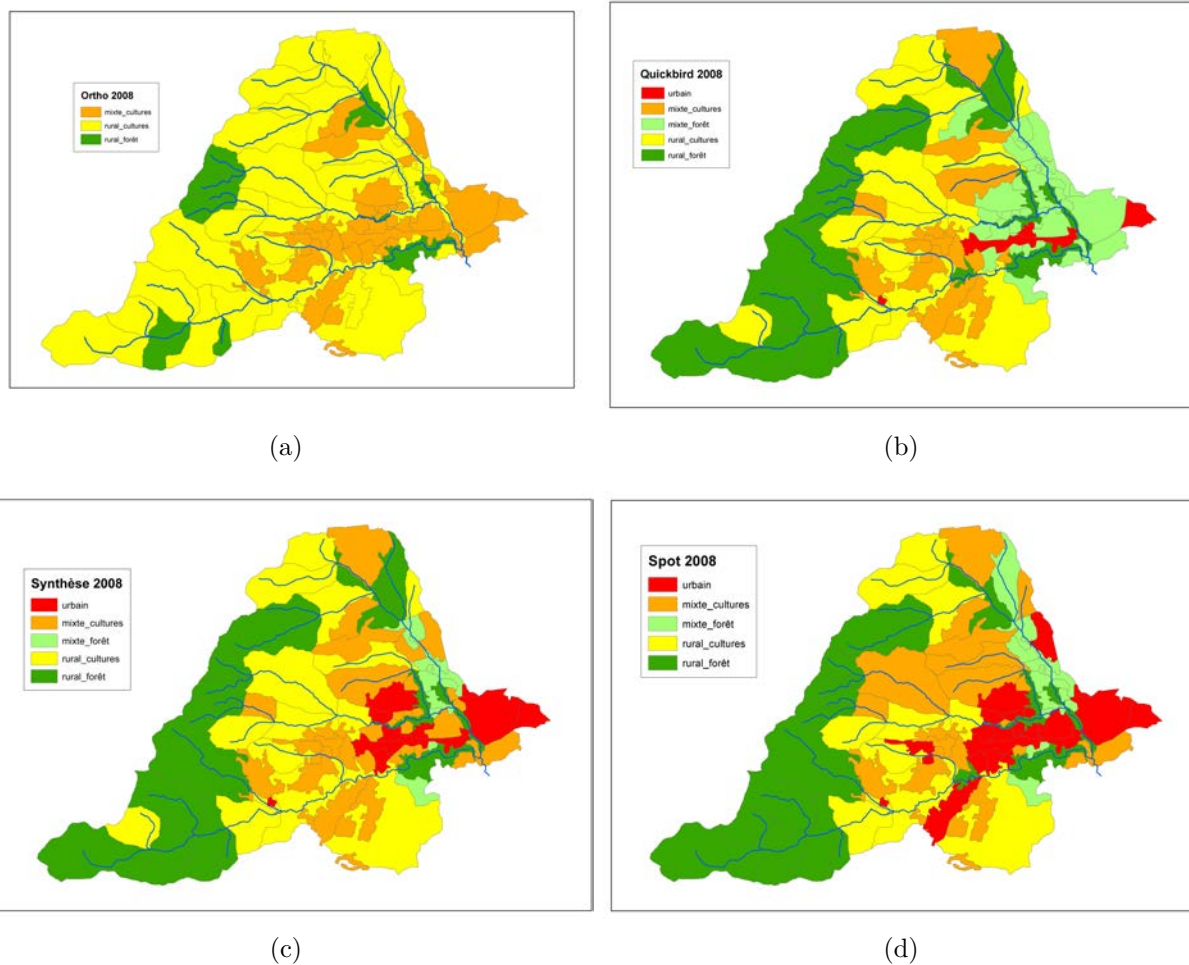 Ortho 2008
mixte_cultures
rural_cultures
rural_forêt
(a)
Quickbird 2008
urbain
mixte_cultures
mixte_forêt
rural_cultures
rural_forêt
(b)
Synthèse 2008
urbain
mixte_cultures
mixte_forêt
rural_cultures
rural_forêt
(c)
Spot 2008
urbain
mixte_cultures
mixte_forêt
rural_cultures
rural_forêt
(d)